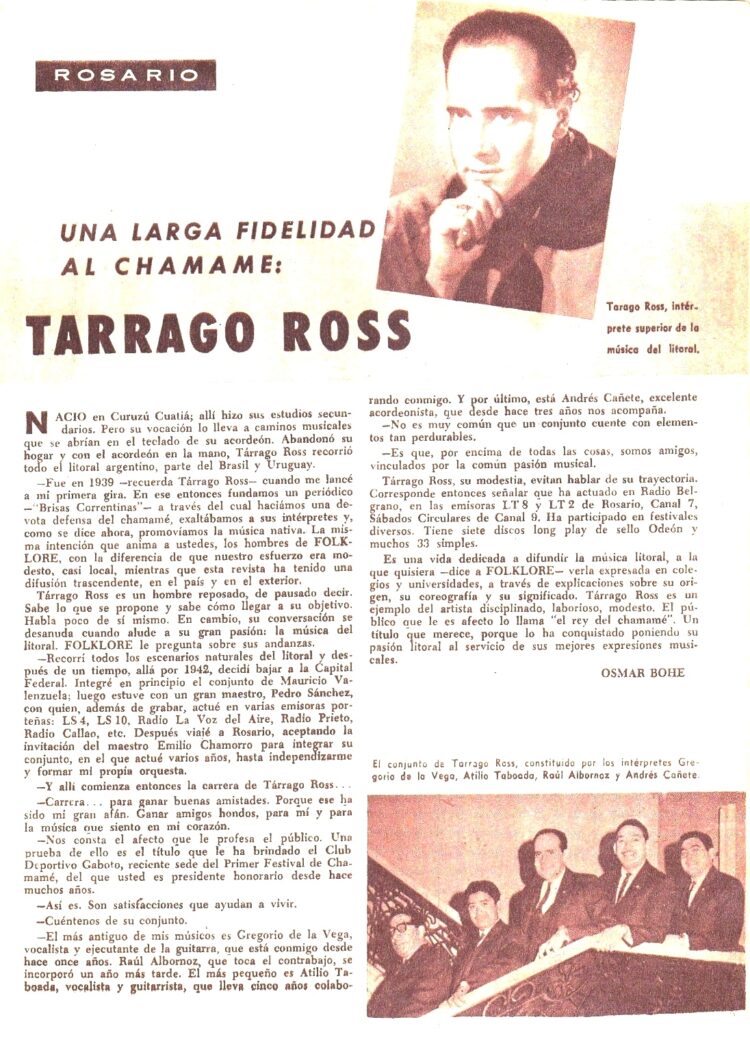 ROSARIO
UNA LARGA FIDELIDAD
AL CHAMAME:
TARRAGO ROSS
Tarago Ross, intér-
prete superior de la
música del litoral.
NACIO en Curuzú Cuatiá; allí hizo sus estudios secun-
darios. Pero su vocación lo lleva a caminos musicales
que se abrían en el teclado de su acordeón. Abandonó su
hogar y con el acordeón en la mano, Tárrago Ross recorrió
todo el litoral argentino, parte del Brasil y Uruguay.
—Fue en 1939 —recuerda Tárrago Ross— cuando me lancé
a mi primera gira. En ese entonces fundamos un periódico
—"Brisas Correntinas"— a través del cual hacíamos una de-
vota defensa del chamamé, exaltábamos a sus intérpretes y,
como se dice ahora, promovíamos la música nativa. La mis-
ma intención que anima a ustedes, los hombres de FOLK-
LORE, con la diferencia de que nuestro esfuerzo era mo-
desto, casi local, mientras que esta revista ha tenido una
difusión trascendente, en el país y en el exterior.
Tárrago Ross es un hombre reposado, de pausado decir.
Sabe lo que se propone y sabe cómo llegar a su objetivo.
Habla poco de sí mismo. En cambio, su conversación se
desanuda cuando alude a su gran pasión: la música del
litoral. FOLKLORE le pregunta sobre sus andanzas.
—Recorrí todos los escenarios naturales del litoral y des-
pués de un tiempo, allá por 1942, decidí bajar a la Capital
Federal. Integré en principio el conjunto de Mauricio Va-
lenzuela; luego estuve con un gran maestro, Pedro Sánchez,
con quien, además de grabar, actué en varias emisoras por-
teñas: LS 4, LS 10, Radio La Voz del Aire, Radio Prieto,
Radio Callao, etc. Después viajé a Rosario, aceptando la
invitación del maestro Emilio Chamorro para integrar su
conjunto, en el que actué varios años, hasta independizarme
y formar mi propia orquesta.
—Y allí comienza entonces la carrera de Tárrago Ross...
—Carrera... para ganar buenas amistades. Porque ese ha
sido mi gran afán. Ganar amigos hondos, para mí y para
la música que siento en mi corazón.
—Nos consta el afecto que le profesa el público. Una
prueba de ello es el título que le ha brindado el Club
Deportivo Gaboto, reciente sede del Primer Festival de Cha-
mamé, del que usted es presidente honorario desde hace
muchos años.
—Así es. Son satisfacciones que ayudan a vivir.
—Cuéntenos de su conjunto.
—El más antiguo de mis músicos es Gregorio de la Vega,
vocalista y ejecutante de la guitarra, que está conmigo desde
hace once años. Raúl Albornoz, que toca el contrabajo, se
incorporó un año más tarde. El más pequeño es Atilio Ta-
boada, vocalista y guitarrista, que lleva cinco años colabo-
rando conmigo. Y por último, está Andrés Cañete, excelente
acordeonista, que desde hace tres años nos acompaña.
—No es muy común que un conjunto cuente con elemen-
tos tan perdurables.
—Es que, por encima de todas las cosas, somos amigos,
vinculados por la común pasión musical.
Tárrago Ross, su modestia, evitan hablar de su trayectoria.
Corresponde entonces señalar que ha actuado en Radio Bel-
grano, en las emisoras LT 8 y LT 2 de Rosario, Canal 7,
Sábados Circulares de Canal 9. Ha participado en festivales
diversos. Tiene siete discos long play de sello Odeón y
muchos 33 simples.
Es una vida dedicada a difundir la música litoral, a la
que quisiera —dice a FOLKLORE— verla expresada en cole-
gios y universidades, a través de explicaciones sobre su ori-
gen, su coreografía y su significado. Tárrago Ross es un
ejemplo del artista disciplinado, laborioso, modesto. El pú-
blico que le es afecto lo llama "el rey del chamamé". Un
título que merece, porque lo ha conquistado poniendo su
pasión litoral al servicio de sus mejores expresiones musi-
cales.
OSMAR BOHE
El conjunto de Tarrago Ross, constituido por los intérpretes Gre-
gorio de la Vega, Atilio Taboada, Raúl Albornoz y Andrés Cañete.